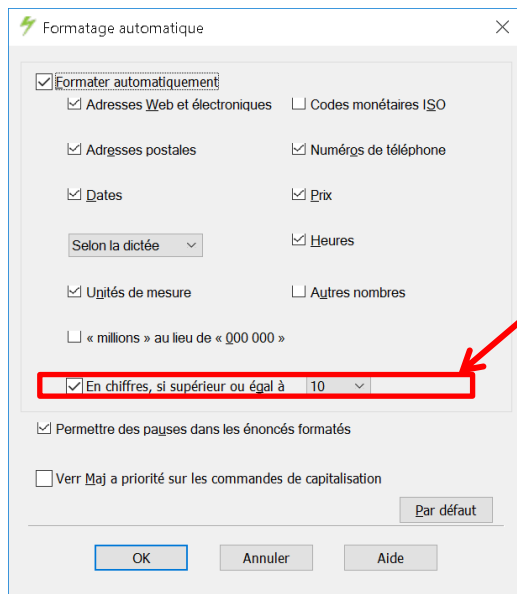 Formatage automatique
Formater automatiquement
Adresses Web et électroniques Codes monétaires ISO
Adresses postales Numéros de téléphone
Dates Prix
Selon la dictée Heures
Unités de mesure Autres nombres
« millions » au lieu de « 000 000 »
En chiffres, si supérieur ou égal à 10
Permettre des pauses dans les énoncés formatés
Verr Maj a priorité sur les commandes de capitalisation
Par défaut
OK Annuler Aide